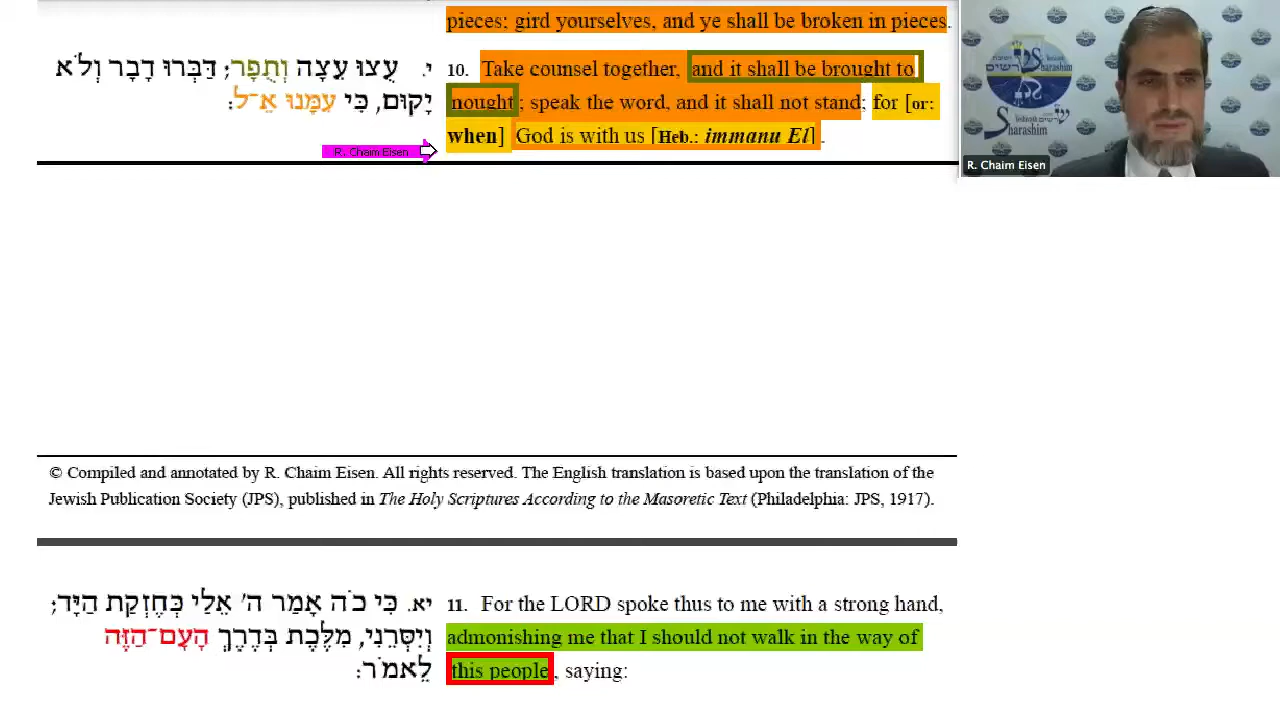 pieces; gird yourselves, and ye shall be broken in pieces.
י. עֻצוּ עֵצָה וְתֻפָר; דַּבְּרוּ דָבָר וְלֹא
יָקוּם, כִּי עִמָּנוּ אֵ־ל:
10. Take counsel together, and it shall be brought to
nought; speak the word, and it shall not stand; for [or:
when] God is with us [Heb.: immanu El].
R. Chaim Eisen
Sharashim
ישיבת
שרשים
Yeshivath
Sharashim
R. Chaim Eisen
© Compiled and annotated by R. Chaim Eisen. All rights reserved. The English translation is based upon the translation of the
Jewish Publication Society (JPS), published in The Holy Scriptures According to the Masoretic Text (Philadelphia: JPS, 1917).
יא. כִּי כֹה אָמַר ה' אֵלַי כְּחֶזְקַת הַיָּד;
וְיִסְּרֵנִי, מִלֶּכֶת בְּדֶרֶךְ הָעָם־הַזֶּה
לֵאמֹר:
11. For the LORD spoke thus to me with a strong hand,
admonishing me that I should not walk in the way of
this people, saying: